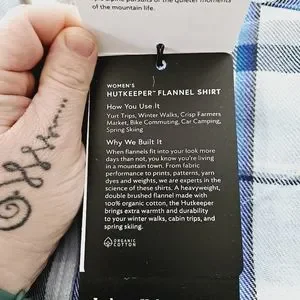 of the mountain life.
WOMEN'S
HUTKEEPER™ FLANNEL SHIRT
How You Use It
Yurt Trips, Winter Walks, Crisp Farmers
Market, Bike Commuting, Car Camping,
Spring Skiing
Why We Built It
When flannels fit into your look more
days than not, you know you're living
in a mountain town. From fabric
performance to prints, patterns, yarn
dyes and weights, we are experts in the
science of these shirts. A heavyweight,
double brushed flannel made with
100% organic cotton, the Hutkeeper
brings extra warmth and durability
to your winter walks, cabin trips, and
spring skiing.
ORGANIC
COTTON